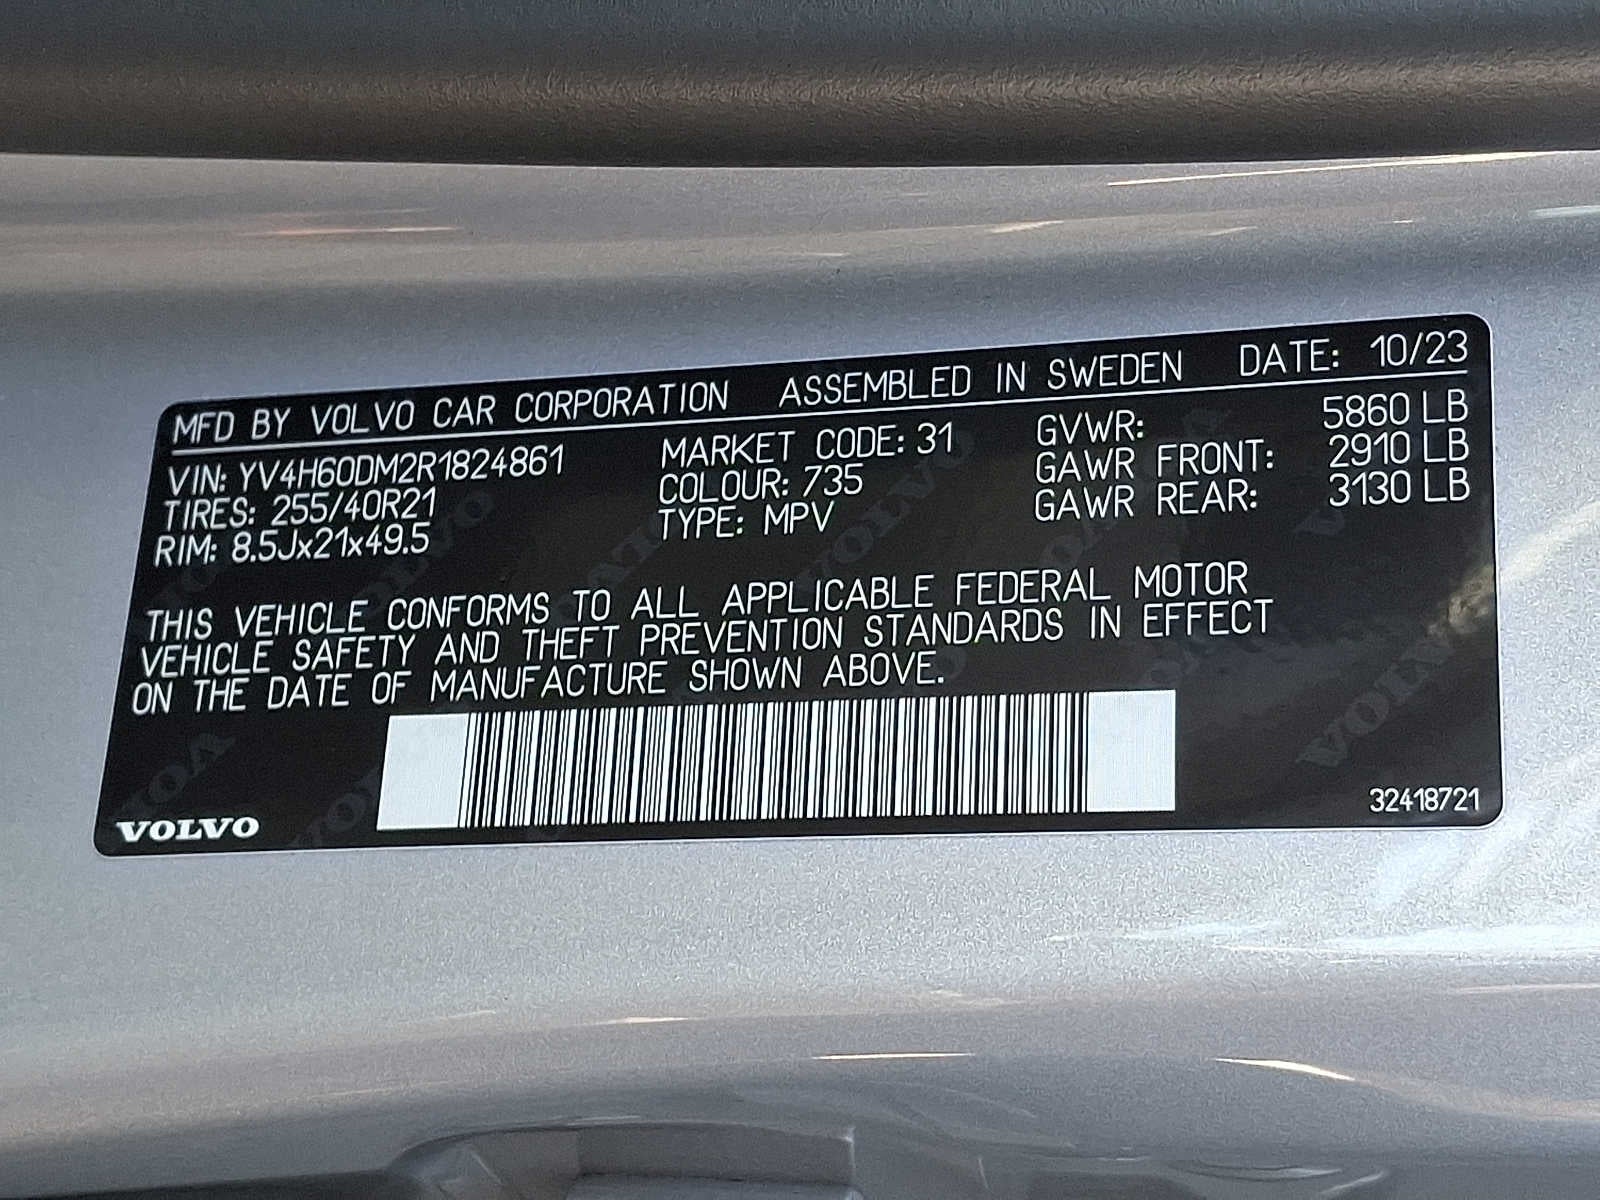 MFD BY VOLVO CAR CORPORATION ASSEMBLED IN SWEDEN DATE: 10/23
VIN: YV4H60DM2R1824861 MARKET CODE: 31 GVWR: 5860 LB
TIRES: 255/40R21 COLOUR: 735 GAWR FRONT: 2910 LB
RIM: 8.5Jx21x49.5 TYPE: MPV GAWR REAR: 3130 LB
THIS VEHICLE CONFORMS TO ALL APPLICABLE FEDERAL MOTOR
VEHICLE SAFETY AND THEFT PREVENTION STANDARDS IN EFFECT
ON THE DATE OF MANUFACTURE SHOWN ABOVE.
VOLVO 32418721